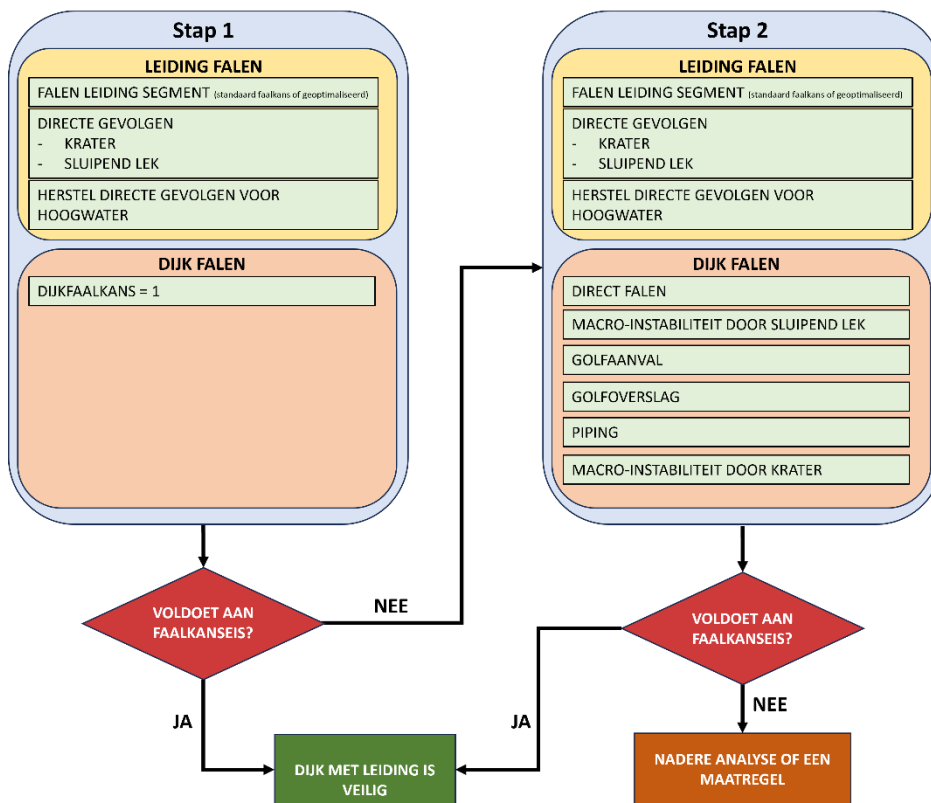 Stap 1
LEIDING FALEN
FALEN LEIDING SEGMENT (standaard faalkans of geoptimaliseerd)
DIRECTE GEVOLGEN
- KRATER
- SLUIPEND LEK
HERSTEL DIRECTE GEVOLGEN VOOR
HOOGWATER
DIJK FALEN
DIJKFAALKANS = 1
VOLDOET AAN
FAALKANSEIS?
NEE
JA
Stap 2
LEIDING FALEN
FALEN LEIDING SEGMENT (standaard faalkans of geoptimaliseerd)
DIRECTE GEVOLGEN
- KRATER
- SLUIPEND LEK
HERSTEL DIRECTE GEVOLGEN VOOR
HOOGWATER
DIJK FALEN
DIRECT FALEN
MACRO-INSTABILITEIT DOOR SLUIPEND LEK
GOLFAANVAL
GOLFOVERSLAG
PIPING
MACRO-INSTABILITEIT DOOR KRATER
VOLDOET AAN
FAALKANSEIS?
JA
NEE
DIJK MET LEIDING IS
VEILIG
NADERE ANALYSE OF EEN
MAATREGEL